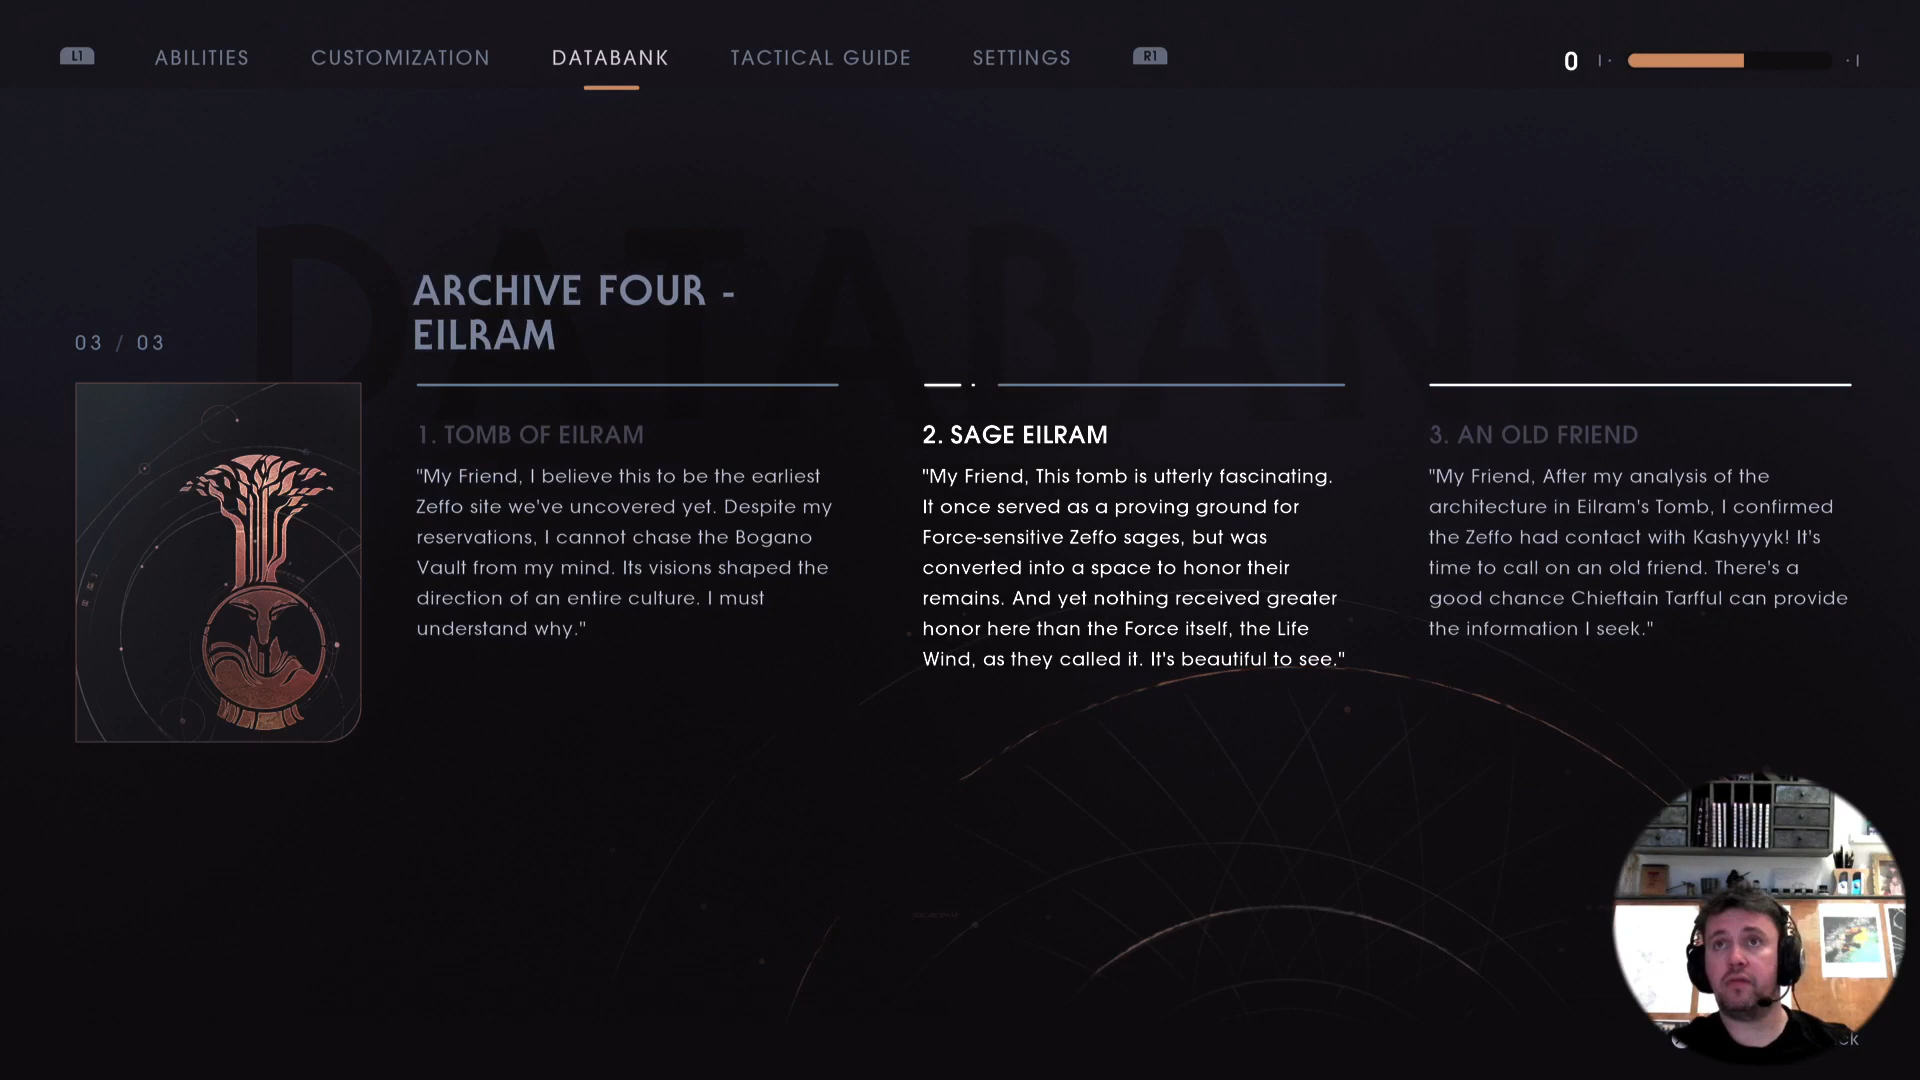 L1 ABILITIES CUSTOMIZATION DATABANK TACTICAL GUIDE SETTINGS R1 0
DATABANK
ARCHIVE FOUR -
EILRAM
03 / 03
1. TOMB OF EILRAM
"My Friend, I believe this to be the earliest
Zeffo site we've uncovered yet. Despite my
reservations, I cannot chase the Bogano
Vault from my mind. Its visions shaped the
direction of an entire culture. I must
understand why."
2. SAGE EILRAM
"My Friend, This tomb is utterly fascinating.
It once served as a proving ground for
Force-sensitive Zeffo sages, but was
converted into a space to honor their
remains. And yet nothing received greater
honor here than the Force itself, the Life
Wind, as they called it. It's beautiful to see."
3. AN OLD FRIEND
"My Friend, After my analysis of the
architecture in Eilram's Tomb, I confirmed
the Zeffo had contact with Kashyyyk! It's
time to call on an old friend. There's a
good chance Chieftain Tarfful can provide
the information I seek."